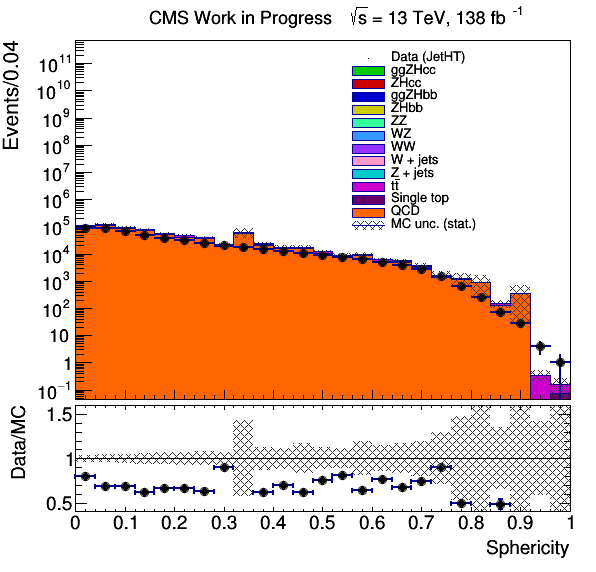 CMS Work in Progress √s = 13 TeV, 138 fb⁻¹
Events/0.04
10¹¹
10¹⁰
10⁹
10⁸
10⁷
10⁶
10⁵
10⁴
10³
10²
10
1
10⁻¹
Data (JetHT)
ggZHcc
ZHcc
ggZHbb
ZHbb
ZZ
WZ
WW
W + jets
Z + jets
tt̄
Single top
QCD
MC unc. (stat.)
Data/MC
1.5
1
0.5
0 0.1 0.2 0.3 0.4 0.5 0.6 0.7 0.8 0.9 1
Sphericity